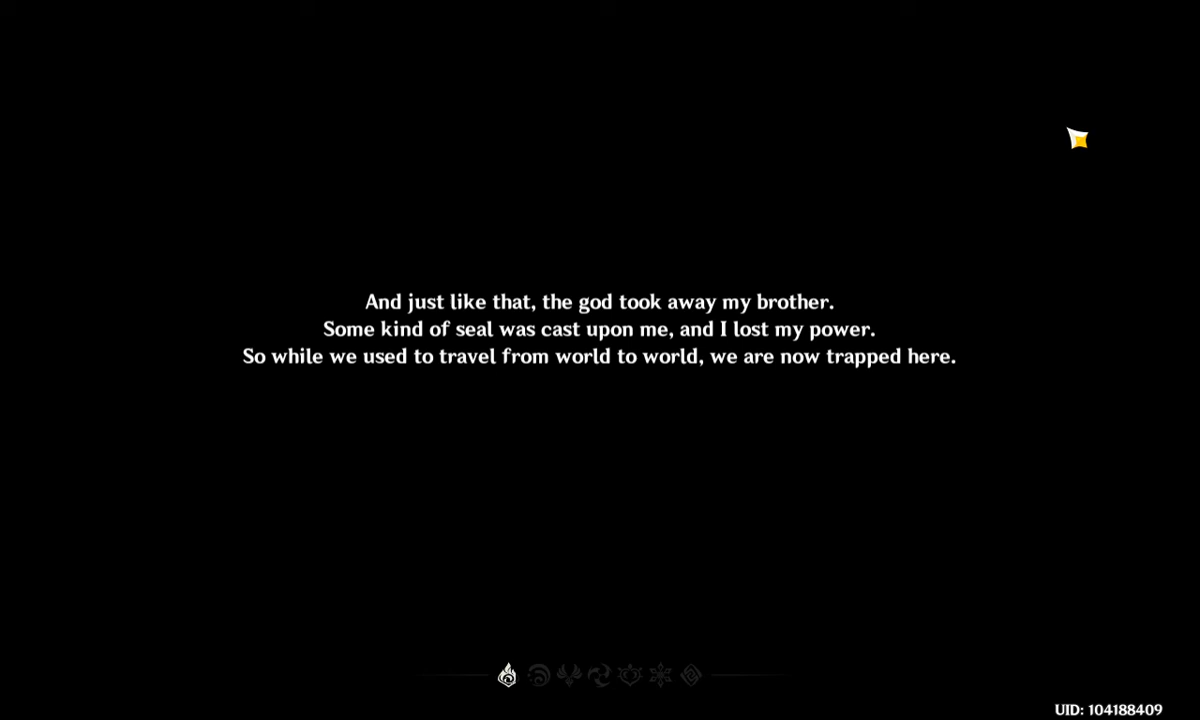 And just like that, the god took away my brother.
Some kind of seal was cast upon me, and I lost my power.
So while we used to travel from world to world, we are now trapped here.
UID: 104188409